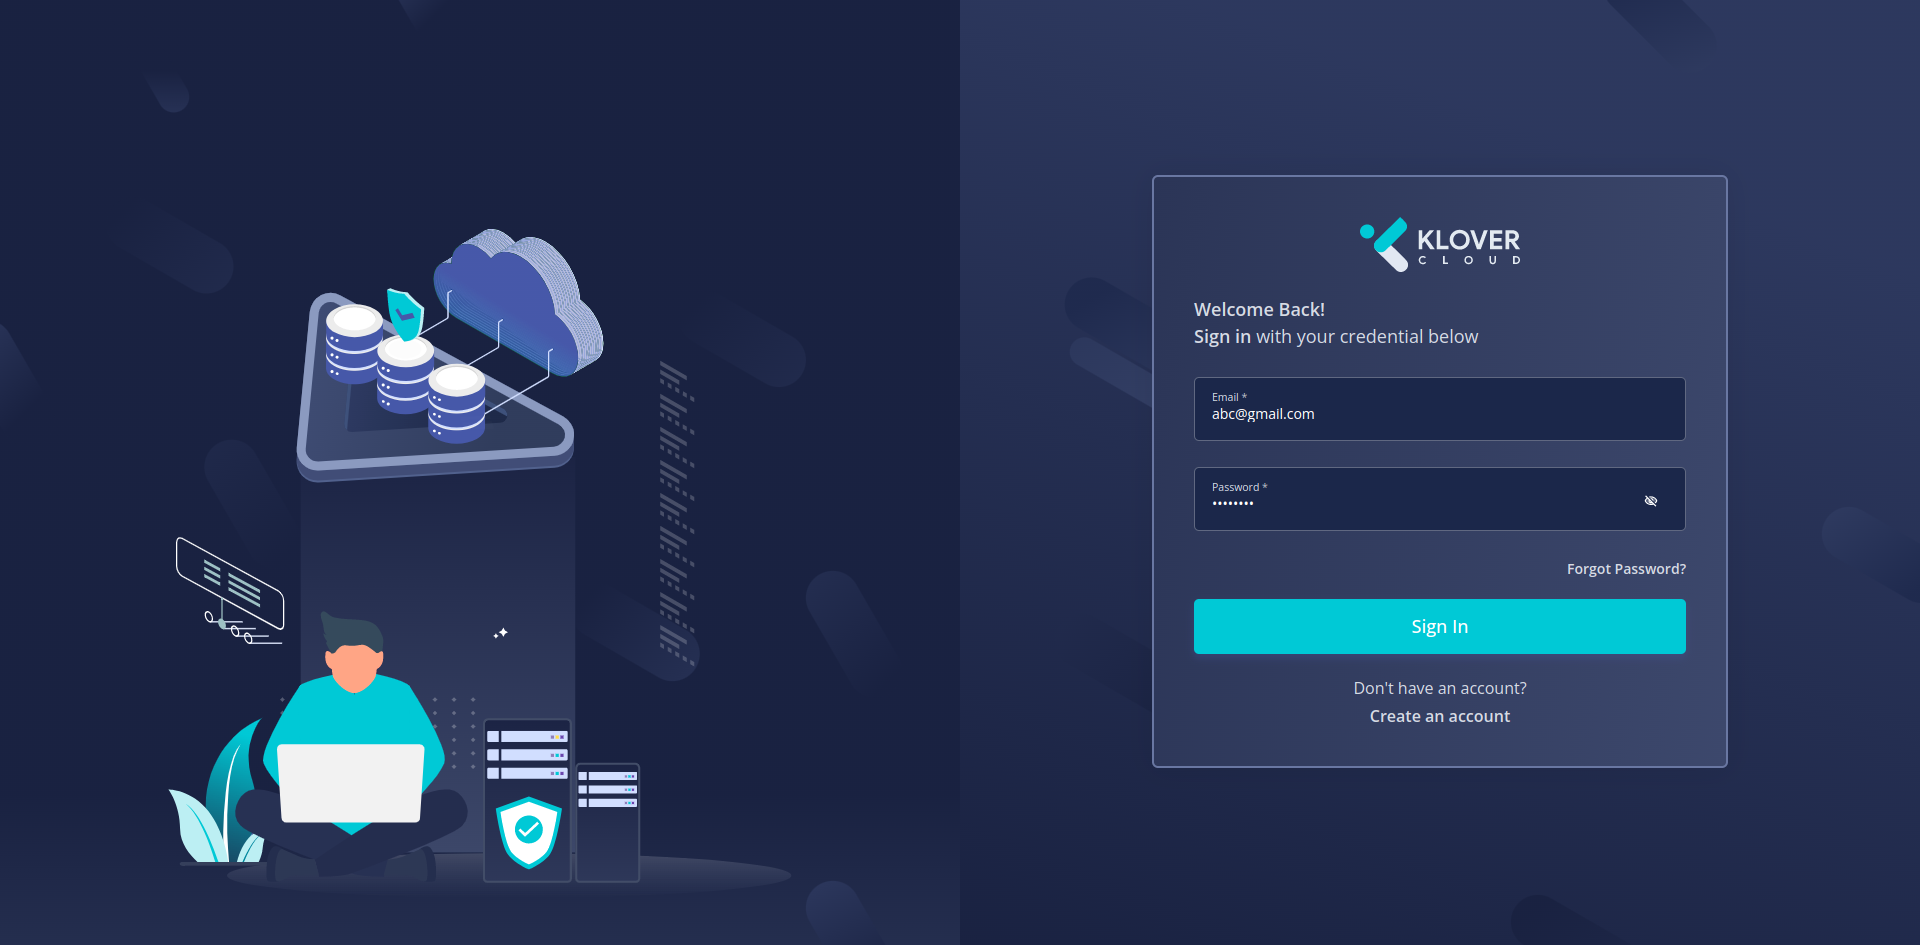 KLOVER
CLOUD
Welcome Back!
Sign in with your credential below
Email *
abc@gmail.com
Password *
••••••••
Forgot Password?
Sign In
Don't have an account?
Create an account